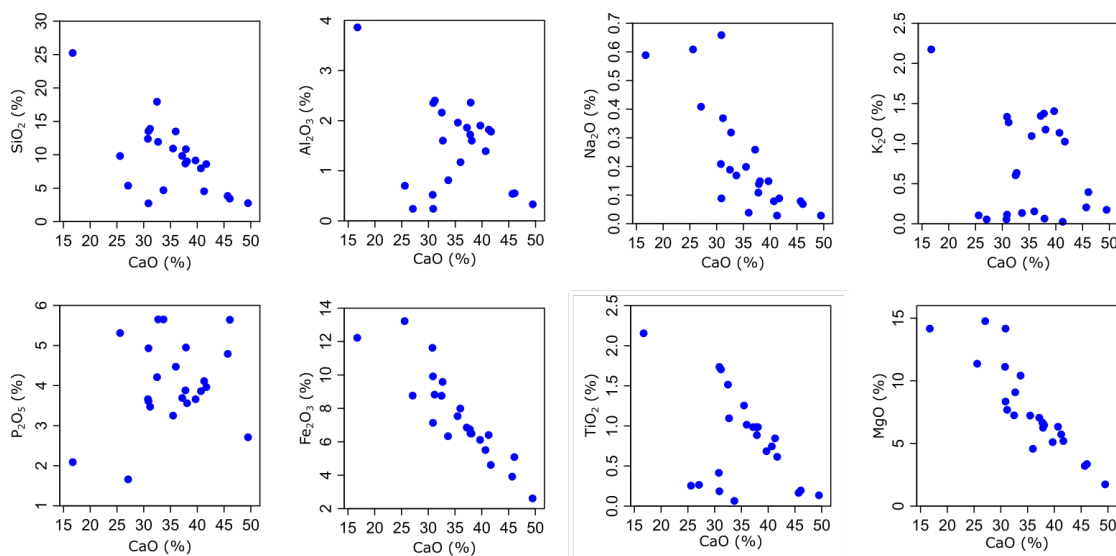 SiO₂ (%)
0 5 10 15 20 25 30
15 20 25 30 35 40 45 50
CaO (%)
Al₂O₃ (%)
0 1 2 3 4
15 20 25 30 35 40 45 50
CaO (%)
Na₂O (%)
0.0 0.1 0.2 0.3 0.4 0.5 0.6 0.7
15 20 25 30 35 40 45 50
CaO (%)
K₂O (%)
0.0 0.5 1.0 1.5 2.0 2.5
15 20 25 30 35 40 45 50
CaO (%)
P₂O₅ (%)
1 2 3 4 5 6
15 20 25 30 35 40 45 50
CaO (%)
Fe₂O₃ (%)
2 4 6 8 10 12 14
15 20 25 30 35 40 45 50
CaO (%)
TiO₂ (%)
0.0 0.5 1.0 1.5 2.0 2.5
15 20 25 30 35 40 45 50
CaO (%)
MgO (%)
0 5 10 15
15 20 25 30 35 40 45 50
CaO (%)